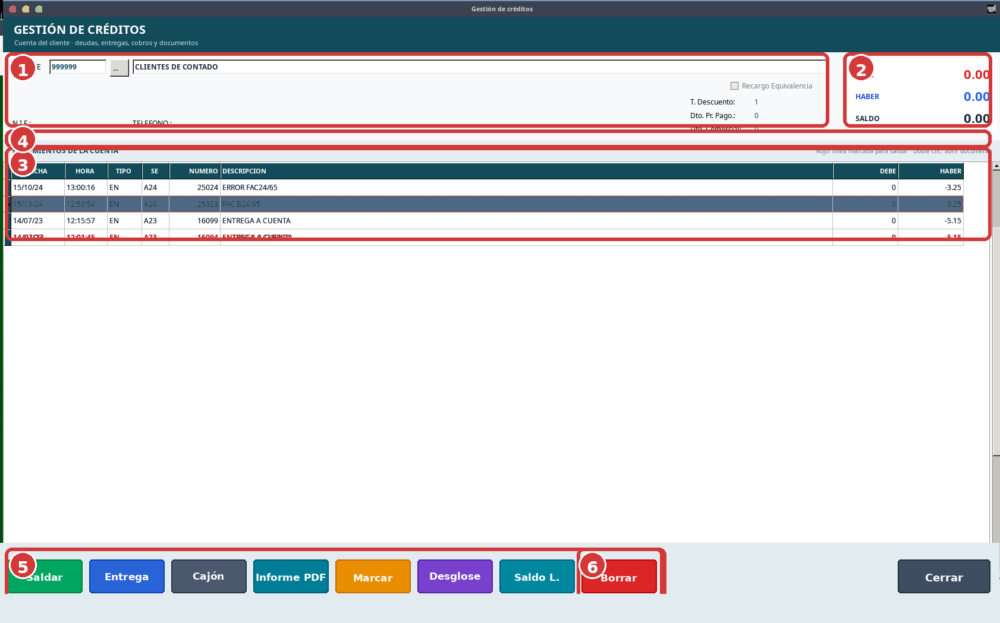 Gestión de créditos
GESTIÓN DE CRÉDITOS
Cuenta del cliente · deudas, entregas, cobros y documentos
1 E 999999 ... CLIENTES DE CONTADO
2 0.00
Recargo Equivalencia
HABER 0.00
T. Descuento: 1
Dto. Pr. Pago.: 0
SALDO 0.00
N.I.F.: TELEFONO.:
Dto. Comercial: 0
4
MIENTOS DE LA CUENTA Rojo: línea marcada para saldar · Doble clic: abrir documento
3
CHA HORA TIPO SE NUMERO DESCRIPCION DEBE HABER
15/10/24 13:00:16 EN A24 25024 ERROR FAC24/65 0 -3.25
15/10/24 12:59:54 EN A24 25023 FAC B24/65 0 3.25
14/07/23 12:15:57 EN A23 16099 ENTREGA A CUENTA 0 -5.15
14/07/23 12:01:45 EN A23 16094 ENTREGA A CUENTA 0 5.15
5 Saldar Entrega Cajón Informe PDF Marcar Desglose Saldo L. 6 Borrar Cerrar